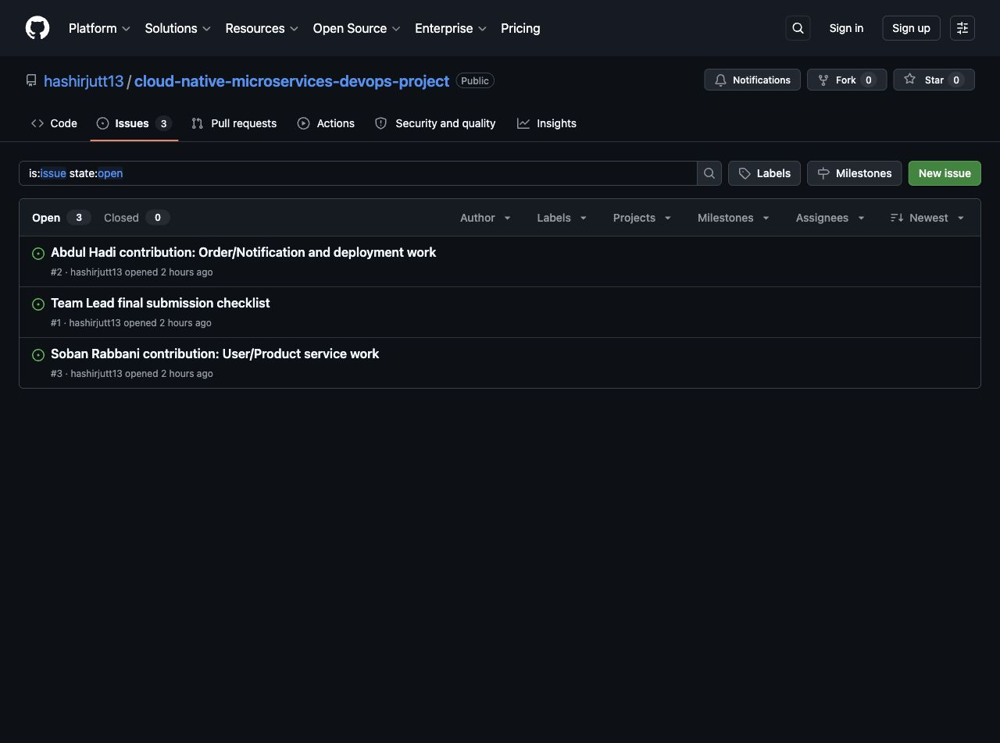 Platform Solutions Resources Open Source Enterprise Pricing Sign in Sign up
hashirjutt13 / cloud-native-microservices-devops-project Public Notifications Fork 0 Star 0
Code Issues 3 Pull requests Actions Security and quality Insights
is:issue state:open Labels Milestones New issue
Open 3 Closed 0 Author Labels Projects Milestones Assignees Newest
Abdul Hadi contribution: Order/Notification and deployment work
#2 · hashirjutt13 opened 2 hours ago
Team Lead final submission checklist
#1 · hashirjutt13 opened 2 hours ago
Soban Rabbani contribution: User/Product service work
#3 · hashirjutt13 opened 2 hours ago